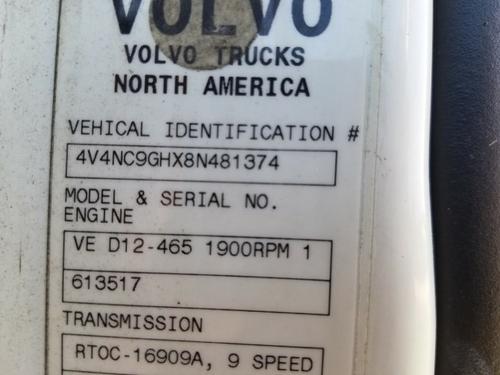 VOLVO
VOLVO TRUCKS
NORTH AMERICA
VEHICAL IDENTIFICATION #
4V4NC9GHX8N481374
MODEL & SERIAL NO.
ENGINE
VE D12-465 1900RPM 1
613517
TRANSMISSION
RTOC-16909A, 9 SPEED